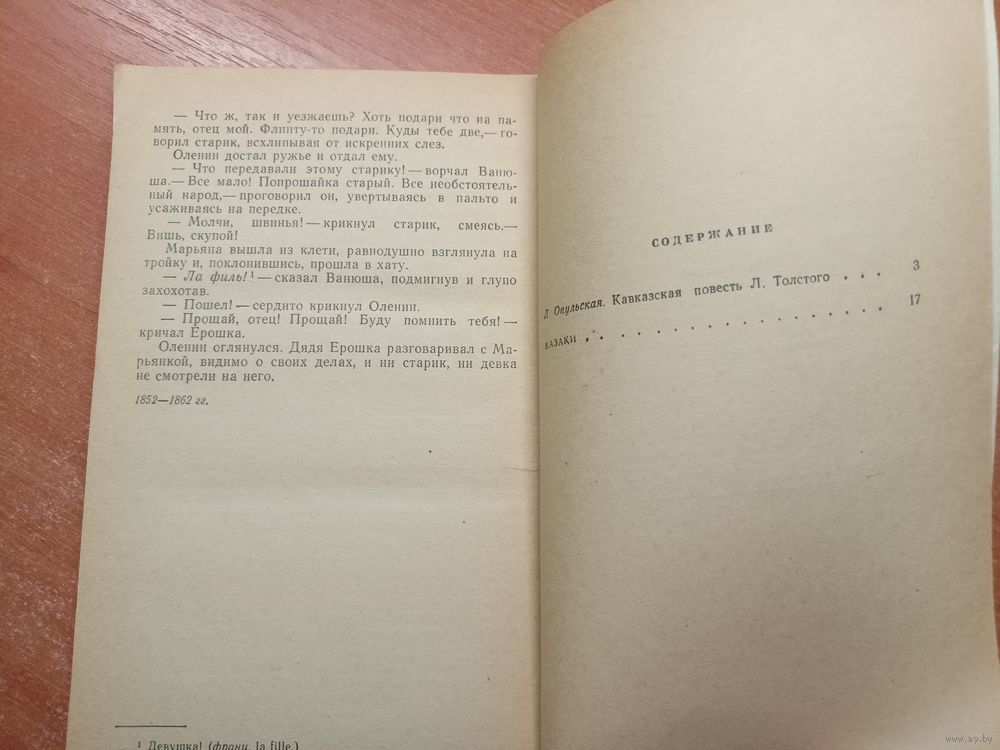 — Что ж, так и уезжаешь? Хоть подари что на па-
мять, отец мой. Флинту-то подари. Куды тебе две,— го-
ворил старик, всхлипывая от искренних слез.
Оленин достал ружье и отдал ему.
— Что передавали этому старику! — ворчал Ваню-
ша.— Все мало! Попрошайка старый. Все необстоятель-
ный народ,— проговорил он, увертываясь в пальто и
усаживаясь на передке.
— Молчи, швинья! — крикнул старик, смеясь.—
Вишь, скупой!
Марьяна вышла из клети, равнодушно взглянула на
тройку и, поклонившись, прошла в хату.
— Ла филь! ¹ — сказал Ванюша, подмигнув и глупо
захохотав.
— Пошел! — сердито крикнул Оленин.
— Прощай, отец! Прощай! Буду помнить тебя! —
кричал Ерошка.
Оленин оглянулся. Дядя Ерошка разговаривал с Ма-
рьянкой, видимо о своих делах, и ни старик, ни девка
не смотрели на него.
1852—1862 гг.
¹ Девушка! (франц. la fille.)
СОДЕРЖАНИЕ
Л Опульская. Кавказская повесть Л. Толстого . . . 3
КАЗАКИ . . . . . . . . . . . . . . . . 17
www.ay.by